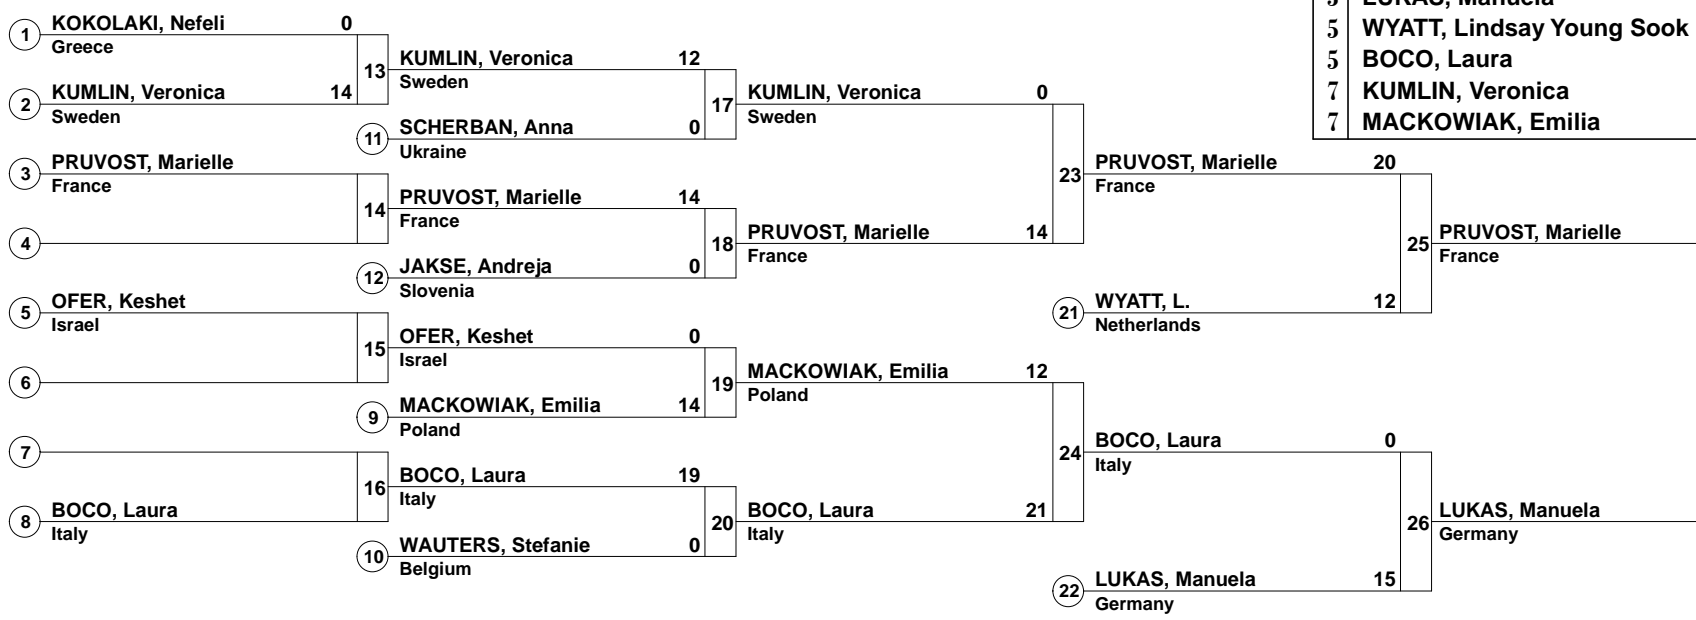 3 LUKAS, Manuela
5 WYATT, Lindsay Young Sook
5 BOCO, Laura
7 KUMLIN, Veronica
7 MACKOWIAK, Emilia
1 KOKOLAKI, Nefeli 0
Greece
2 KUMLIN, Veronica 14
Sweden
3 PRUVOST, Marielle
France
4
5 OFER, Keshet
Israel
6
7
8 BOCO, Laura
Italy
13 KUMLIN, Veronica 12
Sweden
11 SCHERBAN, Anna 0
Ukraine
14 PRUVOST, Marielle 14
France
12 JAKSE, Andreja 0
Slovenia
15 OFER, Keshet 0
Israel
9 MACKOWIAK, Emilia 14
Poland
16 BOCO, Laura 19
Italy
10 WAUTERS, Stefanie 0
Belgium
17 KUMLIN, Veronica 0
Sweden
18 PRUVOST, Marielle 14
France
19 MACKOWIAK, Emilia 12
Poland
20 BOCO, Laura 21
Italy
23 PRUVOST, Marielle 20
France
21 WYATT, L. 12
Netherlands
24 BOCO, Laura 0
Italy
22 LUKAS, Manuela 15
Germany
25 PRUVOST, Marielle
France
26 LUKAS, Manuela
Germany